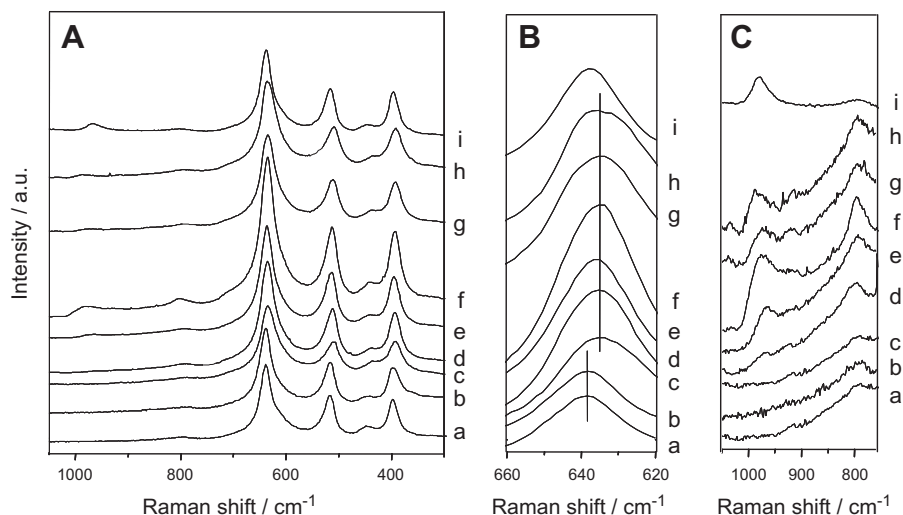 A
B
C
Intensity / a.u.
i
h
g
f
e
d
c
b
a
i
h
g
f
e
d
c
b
a
i
h
g
f
e
d
c
b
a
1000 800 600 400
660 640 620
1000 900 800
Raman shift / cm-1
Raman shift / cm-1
Raman shift / cm-1